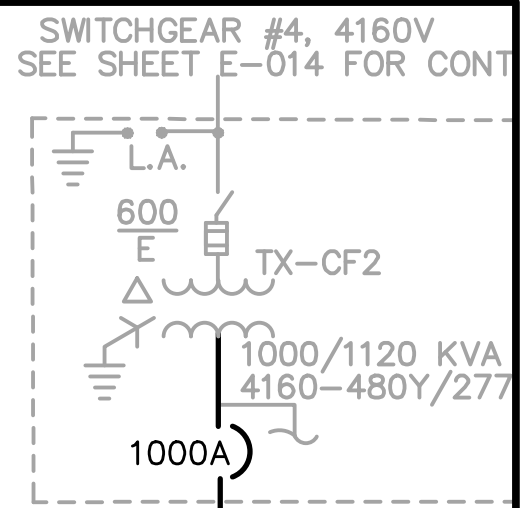 SWITCHGEAR #4, 4160V
SEE SHEET E-014 FOR CONT
L.A.
600
E
TX-CF2
1000/1120 KVA
4160-480Y/277
1000A